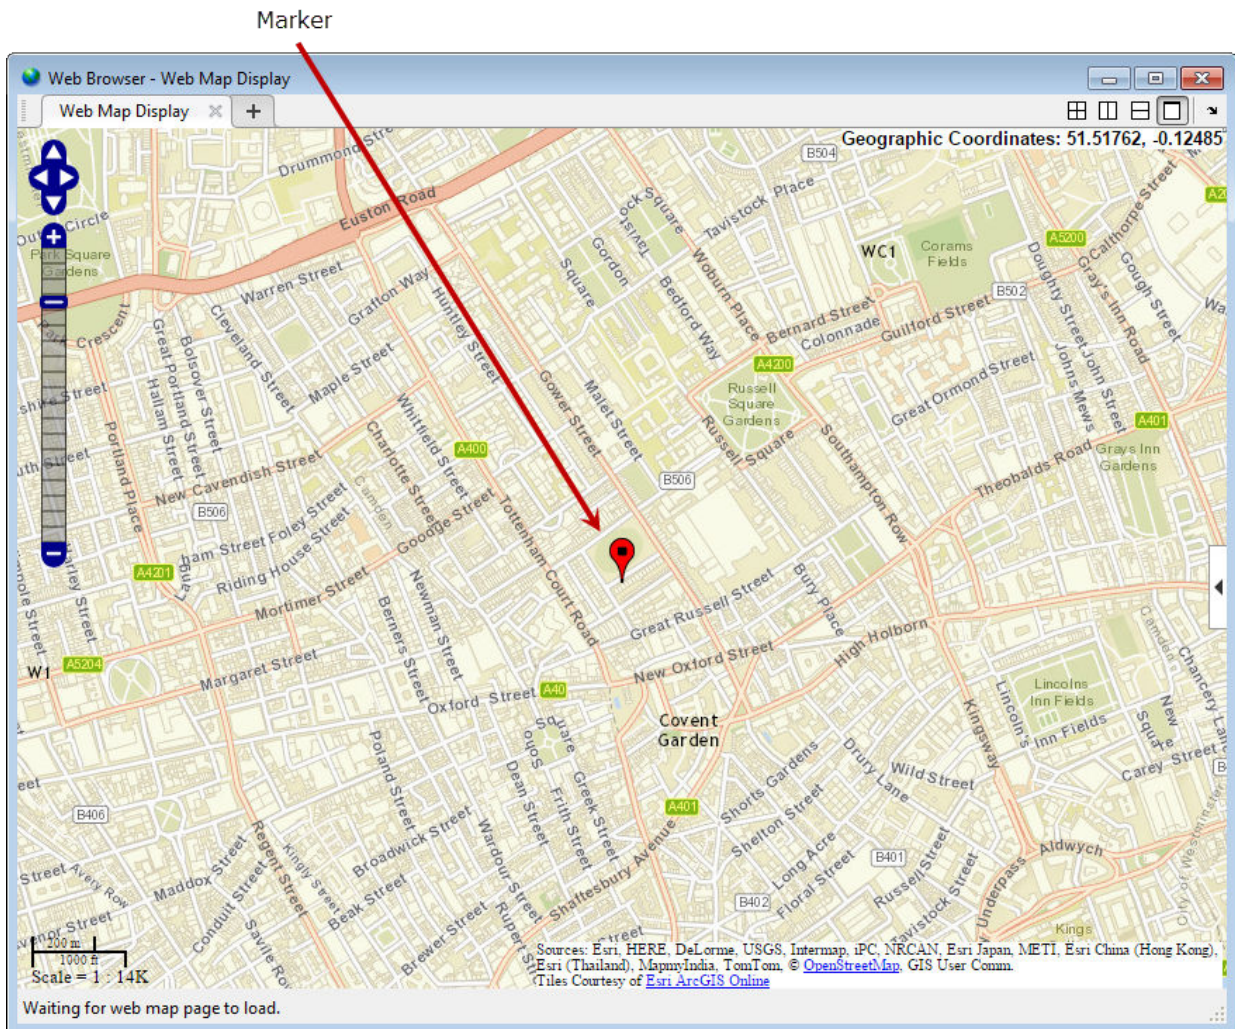 Marker
Web Browser - Web Map Display
Web Map Display
Geographic Coordinates: 51.51762, -0.12485
B504
Drummond
Euston Road
Tavistock Place
Calthorpe Street
A5200
WC1
Corams
Fields
Park Square
Gardens
Warren Street
Grafton Way
Gordon
Square
Woburn Place
Bedford Way
B502
Doughty Street
Gray's Inn Road
Gough Street
Crescent
Cleveland Street
Huntley Street
Bernard Street
Colonnade
Guilford Street
Great Portland Street
Bolsover Street
Hallam Street
Maple Street
A4200
Russell
Square
Gardens
Great Ormond Street
Johns Mews
John Street
Gower Street
Malet Street
Whitfield Street
Charlotte Street
A400
Russell Square
Southampton Row
A401
Grays Inn
Gardens
Theobalds Road
Portland Place
New Cavendish Street
Camden
B506
B506
Goodge Street
Tottenham Court Road
Foley Street
Riding House Street
A4201
Mortimer Street
Newman Street
Berners Street
Great Russell Street
Bury Place
High Holborn
New Oxford Street
W1
A5204
Margaret Street
Oxford Street
A40
Covent
Garden
Lincolns
Inn Fields
Lincoln's Inn Fields
Chancery
New Square
Carey Street
Kingsway
Poland Street
Soho Square
Dean Street
Frith Street
Greek Street
Drury Lane
Wild Street
Shorts Gardens
Shelton Street
A401
B406
Broadwick Street
Wardour Street
Shaftesbury Avenue
Long Acre
Floral Street
B401
Aldwych
Russell Street
Tavistock Street
Underpass
City of Westminster
Regent Street
Kingly Street
Maddox Street
Avery Row
Conduit Street
Savile Row
Beak Street
Brewer Street
Rupert
B402
Kings
200 m
1000 ft
Scale = 1 : 14K
Sources: Esri, HERE, DeLorme, USGS, Intermap, iPC, NRCAN, Esri Japan, METI, Esri China (Hong Kong),
Esri (Thailand), MapmyIndia, TomTom, © OpenStreetMap, GIS User Comm.
Tiles Courtesy of Esri ArcGIS Online
Waiting for web map page to load.